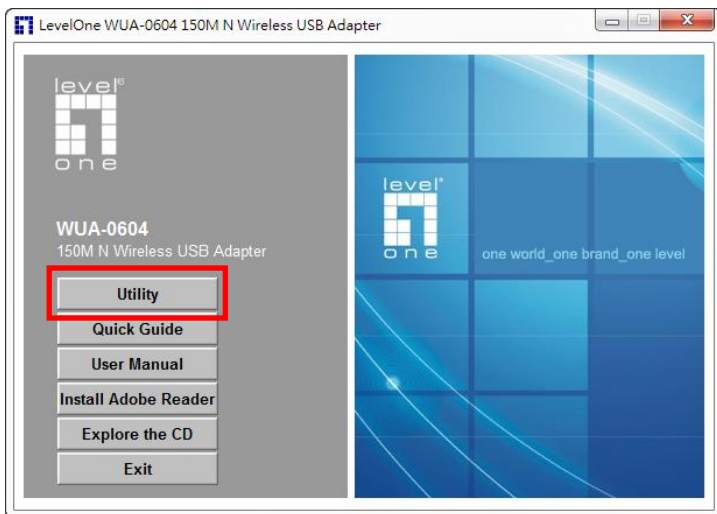 LevelOne WUA-0604 150M N Wireless USB Adapter
level®
one
WUA-0604
150M N Wireless USB Adapter
Utility
Quick Guide
User Manual
Install Adobe Reader
Explore the CD
Exit
level®
one
one world_one brand_one level